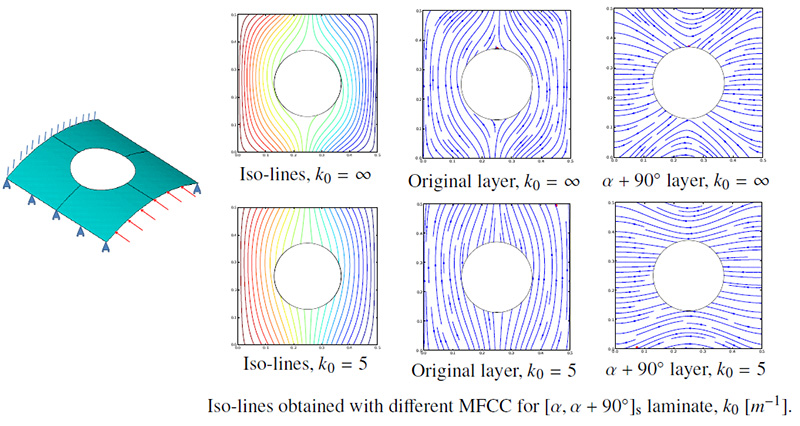 Iso-lines, k₀ = ∞
Original layer, k₀ = ∞
α + 90° layer, k₀ = ∞
Iso-lines, k₀ = 5
Original layer, k₀ = 5
α + 90° layer, k₀ = 5
Iso-lines obtained with different MFCC for [α, α + 90°]ₛ laminate, k₀ [m⁻¹].